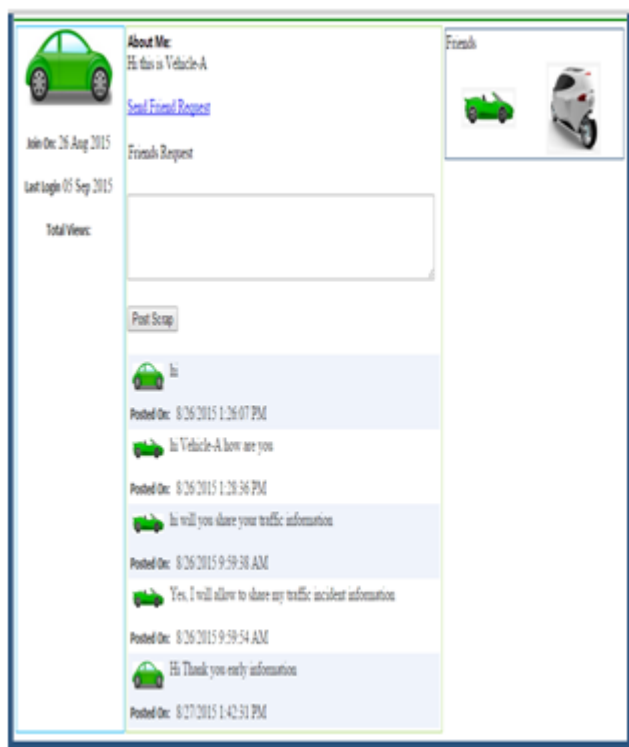 Join On: 26 Aug 2015
Last Login 05 Sep 2015
Total Views:
About Me:
Hi this is Vehicle-A
Send Friend Request
Friends Request
Post Scrap
hi
Posted On: 8/26/2015 1:26:07 PM
hi Vehicle-A how are you
Posted On: 8/26/2015 1:28:36 PM
hi will you share your traffic information
Posted On: 8/26/2015 9:59:38 AM
Yes, I will allow to share my traffic incident information
Posted On: 8/26/2015 9:59:54 AM
Hi Thank you early information
Posted On: 8/27/2015 1:42:31 PM
Friends